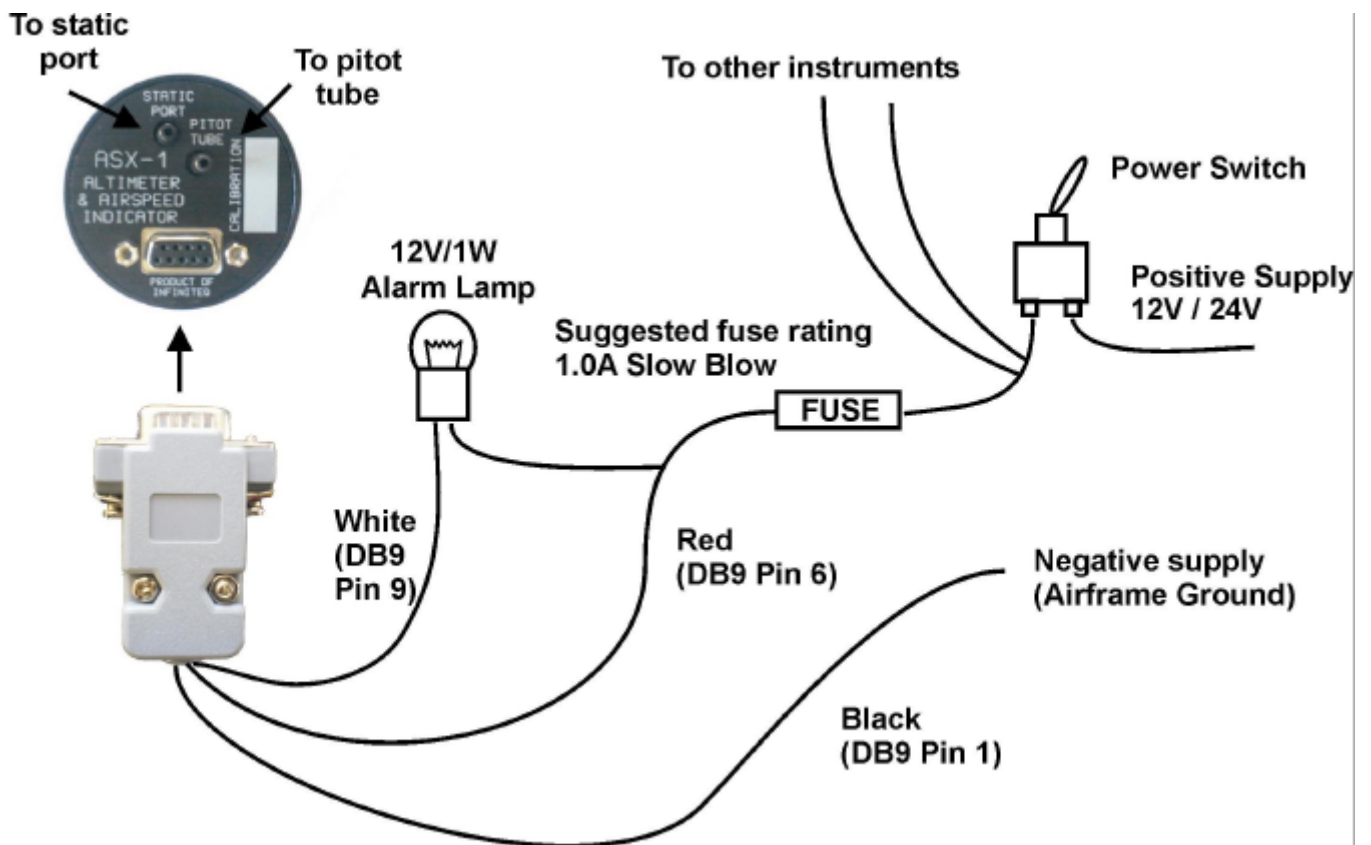 To static
port
To pitot
tube
STATIC
PORT
PITOT
TUBE
ASX-1
ALTIMETER
& AIRSPEED
INDICATOR
CALIBRATION
PRODUCT OF
INFINITEQ
To other instruments
Power Switch
Positive Supply
12V / 24V
12V/1W
Alarm Lamp
Suggested fuse rating
1.0A Slow Blow
FUSE
White
(DB9
Pin 9)
Red
(DB9 Pin 6)
Negative supply
(Airframe Ground)
Black
(DB9 Pin 1)